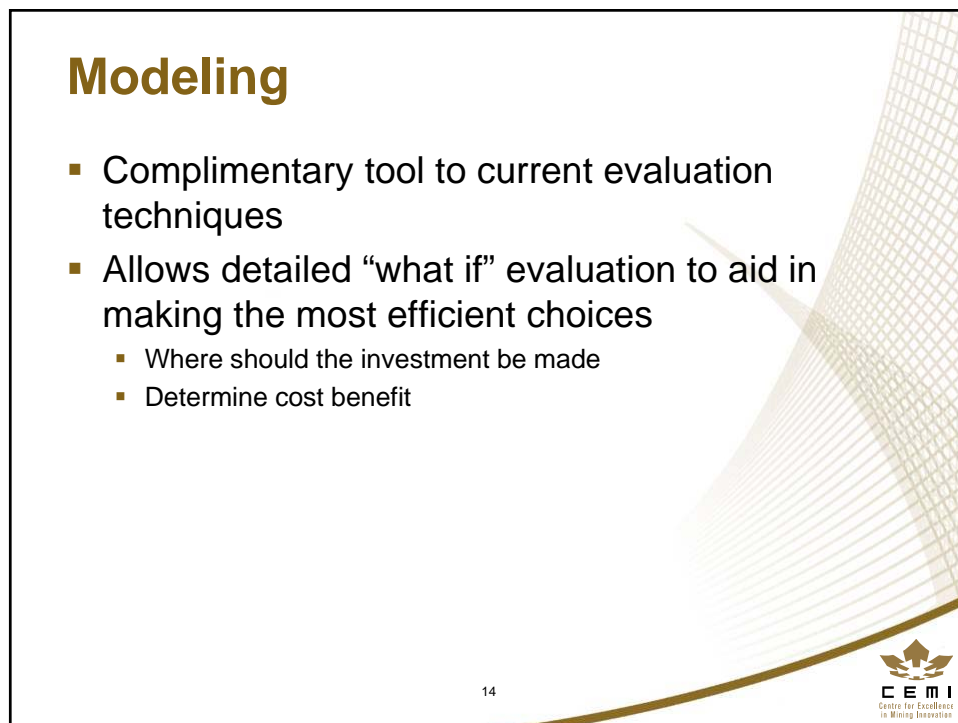 Modeling
▪ Complimentary tool to current evaluation
techniques
▪ Allows detailed “what if” evaluation to aid in
making the most efficient choices
▪ Where should the investment be made
▪ Determine cost benefit
14
CEMI
Centre for Excellence
in Mining Innovation